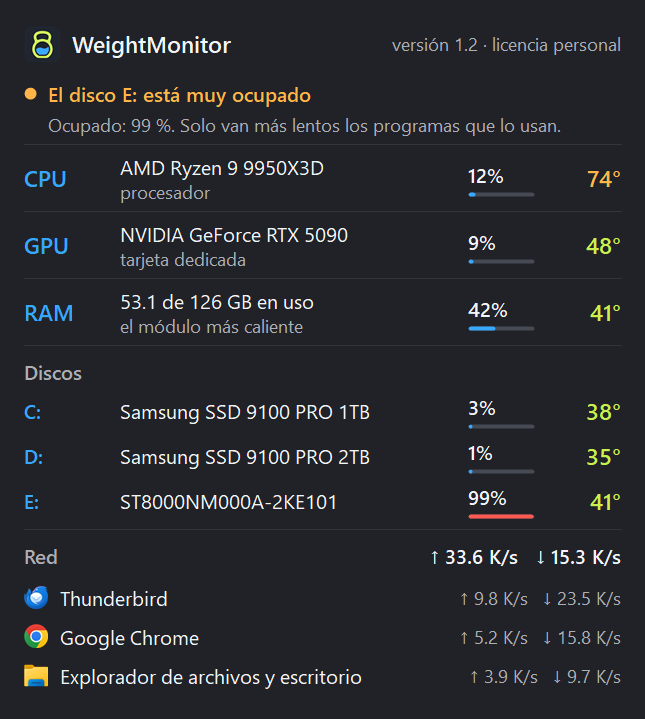 WeightMonitor
versión 1.2 · licencia personal
El disco E: está muy ocupado
Ocupado: 99 %. Solo van más lentos los programas que lo usan.
CPU AMD Ryzen 9 9950X3D 12% 74°
procesador
GPU NVIDIA GeForce RTX 5090 9% 48°
tarjeta dedicada
RAM 53.1 de 126 GB en uso 42% 41°
el módulo más caliente
Discos
C: Samsung SSD 9100 PRO 1TB 3% 38°
D: Samsung SSD 9100 PRO 2TB 1% 35°
E: ST8000NM000A-2KE101 99% 41°
Red ↑ 33.6 K/s ↓ 15.3 K/s
Thunderbird ↑ 9.8 K/s ↓ 23.5 K/s
Google Chrome ↑ 5.2 K/s ↓ 15.8 K/s
Explorador de archivos y escritorio ↑ 3.9 K/s ↓ 9.7 K/s